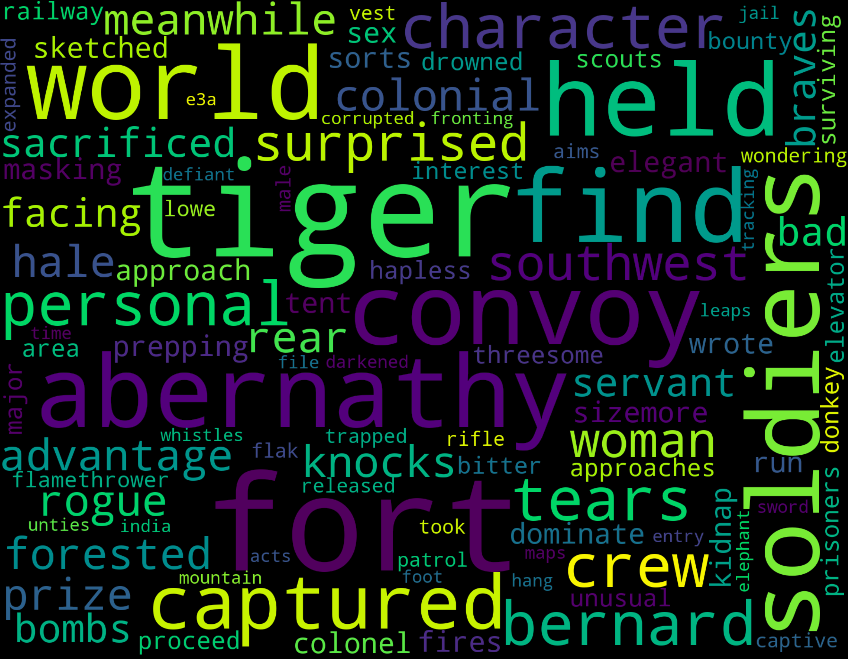 railway
meanwhile
vest
sex
character
jail
bounty
braves
surviving
expanded
sketched
world
e3a
sorts
drowned
scouts
colonial
held
corrupted
fronting
sacrificed
surprised
masking
defiant
male
interest
aims
elegant
wondering
tracking
tiger
find
facing
lowe
bad
soldiers
hale
approach
hapless
southwest
elevator
personal
tent
convoy
leaps
time
area
prepping
rear
file
darkened
threesome
wrote
major
abernathy
servant
donkey
sizemore
whistles
trapped
rifle
woman
advantage
flak
knocks
bitter
approaches
run
flamethrower
released
rogue
fort
tears
sword
prisoners
unties
india
took
dominate
entry
kidnap
elephant
forested
acts
patrol
maps
crew
mountain
foot
hang
unusual
prize
captured
bernard
bombs
proceed
colonel
fires
captive